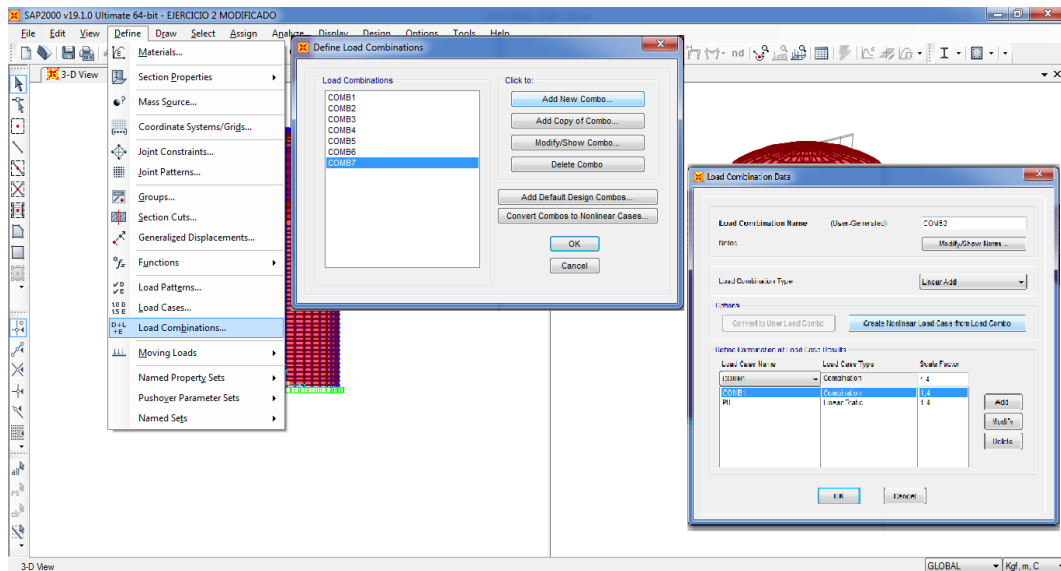 SAP2000 v19.1.0 Ultimate 64-bit - EJERCICIO 2 MODIFICADO
File Edit View Define Draw Select Assign Analyze Display Design Options Tools Help
nd
3-D View
Materials...
Section Properties
Mass Source...
Coordinate Systems/Grids...
Joint Constraints...
Joint Patterns...
Groups...
Section Cuts...
Generalized Displacements...
Functions
Load Patterns...
Load Cases...
Load Combinations...
Moving Loads
Named Property Sets
Pushover Parameter Sets
Named Sets
Define Load Combinations
Load Combinations
COMB1
COMB2
COMB3
COMB4
COMB5
COMB6
COMB7
Click to:
Add New Combo...
Add Copy of Combo...
Modify/Show Combo...
Delete Combo
Add Default Design Combos...
Convert Combos to Nonlinear Cases...
OK
Cancel
Load Combination Data
Load Combination Name (User-Generated) COMB2
Notes Modify/Show Notes...
Load Combination Type Linear Add
Options
Convert to User Load Combo Create Nonlinear Load Case from Load Combo
Define Combination of Load Case Results
Load Case Name Load Case Type Scale Factor
COMB1 Combination 1.4
COMB1 Combination 1.4
Linear Static 1.4
Add
Modify
Delete
OK Cancel
all
PS
clr
3-D View
GLOBAL Kgf, m, C